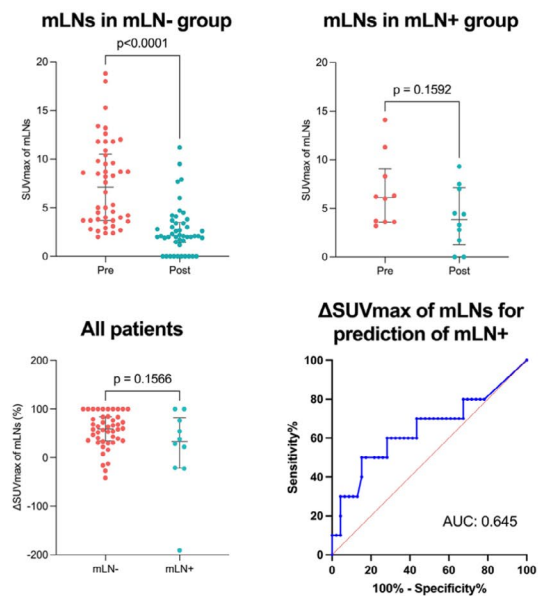 mLNs in mLN- group
p<0.0001
20
15
10
5
0
SUVmax of mLNs
Pre
Post
mLNs in mLN+ group
p = 0.1592
20
15
10
5
0
SUVmax of mLNs
Pre
Post
All patients
p = 0.1566
200
100
0
-100
-200
ΔSUVmax of mLNs (%)
mLN-
mLN+
ΔSUVmax of mLNs for
prediction of mLN+
100
80
60
40
20
0
Sensitivity%
AUC: 0.645
0 20 40 60 80 100
100% - Specificity%